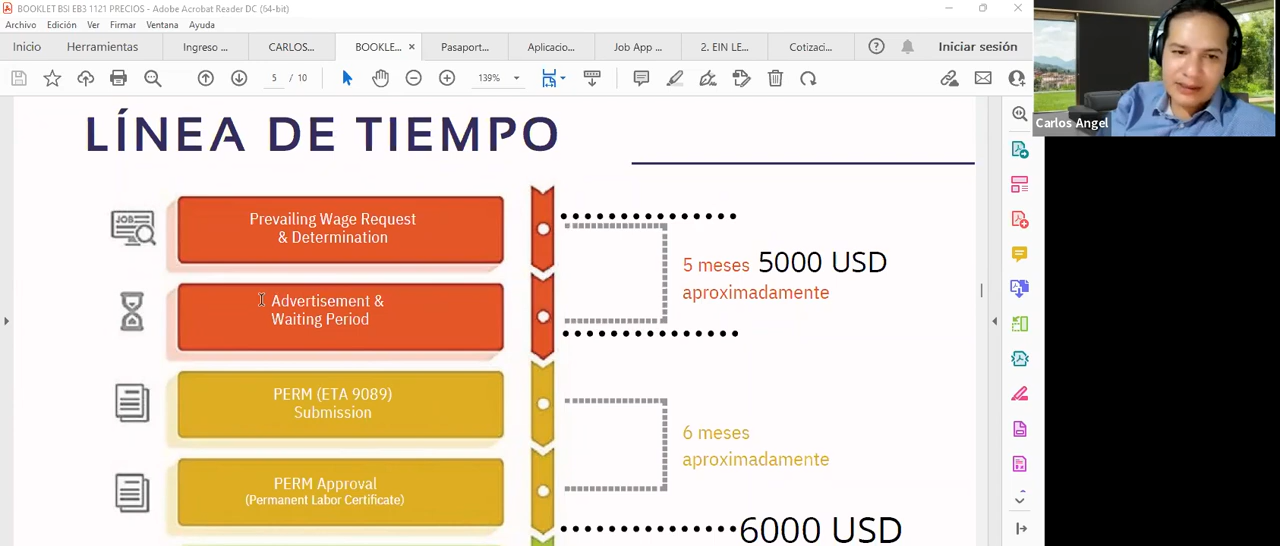 BOOKLET BSI EB3 1121 PRECIOS - Adobe Acrobat Reader DC (64-bit)
Archivo Edición Ver Firmar Ventana Ayuda
Inicio Herramientas Ingreso ... CARLOS... BOOKLE... × Pasaport... Aplicacio... Job App ... 2. EIN LE... Cotizaci... Iniciar sesión
5 / 10 139%
Carlos Angel
LÍNEA DE TIEMPO
JOB
Prevailing Wage Request
& Determination
5 meses 5000 USD
aproximadamente
Advertisement &
Waiting Period
PERM (ETA 9089)
Submission
6 meses
aproximadamente
PERM Approval
(Permanent Labor Certificate)
6000 USD